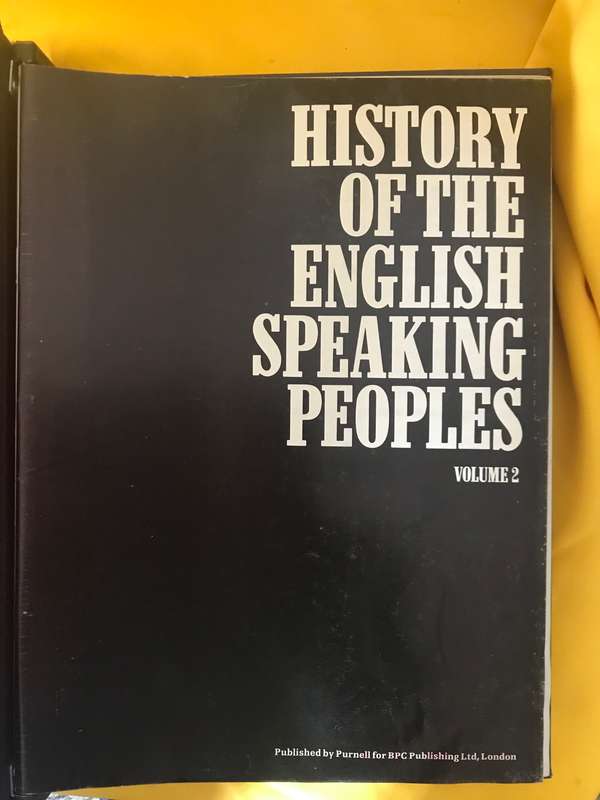 HISTORY
OF THE
ENGLISH
SPEAKING
PEOPLES
VOLUME 2
Published by Purnell for BPC Publishing Ltd, London